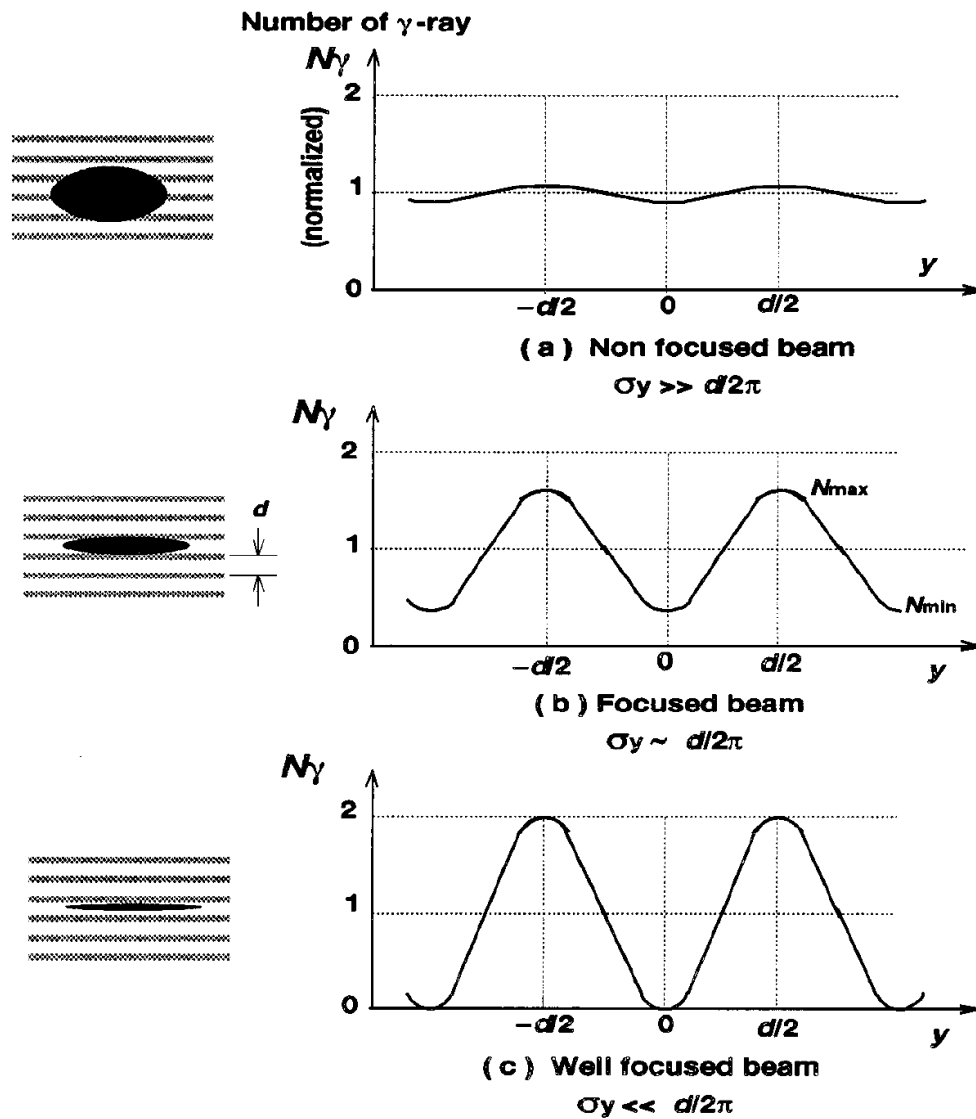 Number of γ-ray
Nγ
(normalized)
2
1
0
y
−d/2 0 d/2
( a ) Non focused beam
σy >> d/2π
Nγ
2
1
0
d
Nmax
Nmin
−d/2 0 d/2
y
( b ) Focused beam
σy ~ d/2π
Nγ
2
1
0
−d/2 0 d/2
y
( c ) Well focused beam
σy << d/2π